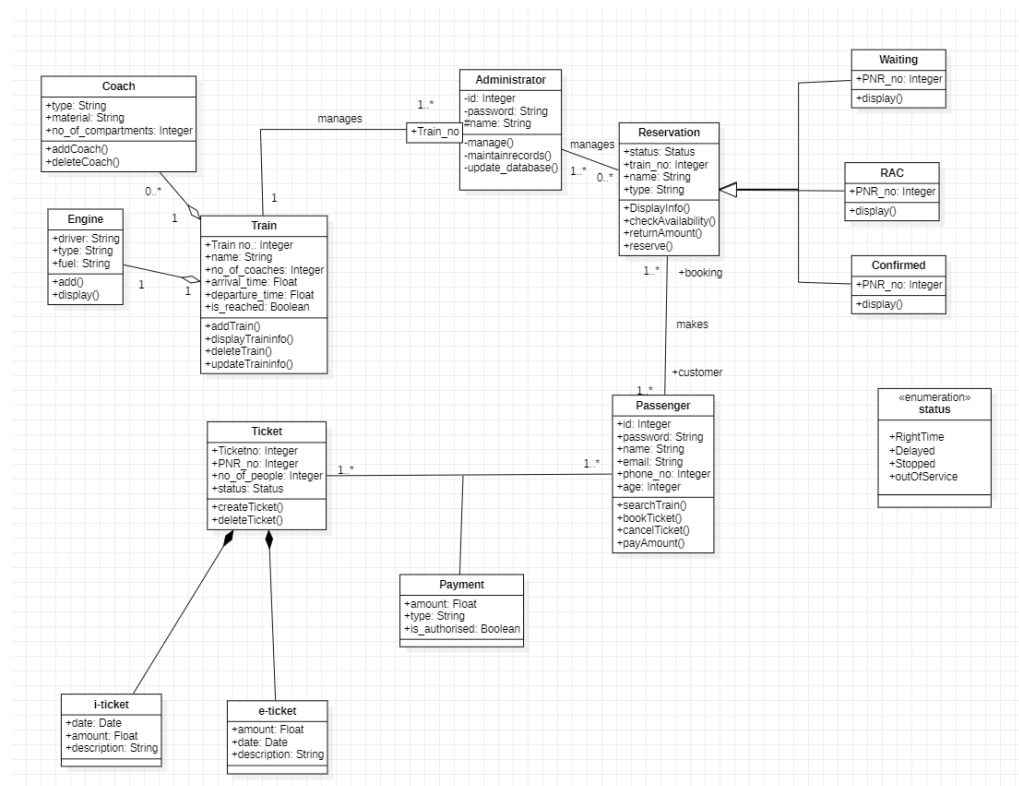 Coach
+type: String
+material: String
+no_of_compartments: Integer
+addCoach()
+deleteCoach()
0..*
1
Engine
+driver: String
+type: String
+fuel: String
+add()
+display()
1
1
manages
1..*
+Train_no
1
Train
+Train no.: Integer
+name: String
+no_of_coaches: Integer
+arrival_time: Float
+departure_time: Float
+is_reached: Boolean
+addTrain()
+displayTraininfo()
+deleteTrain()
+updateTraininfo()
Administrator
-id: Integer
-password: String
#name: String
-manage()
-maintainrecords()
-update_database()
manages
1..*
0..*
Reservation
+status: Status
+train_no: Integer
+name: String
+type: String
+DisplayInfo()
+checkAvailability()
+returnAmount()
+reserve()
Waiting
+PNR_no: Integer
+display()
RAC
+PNR_no: Integer
+display()
Confirmed
+PNR_no: Integer
+display()
1..*
+booking
makes
+customer
1..*
Passenger
+id: Integer
+password: String
+name: String
+email: String
+phone_no: Integer
+age: Integer
+searchTrain()
+bookTicket()
+cancelTicket()
+payAmount()
«enumeration»
status
+RightTime
+Delayed
+Stopped
+outOfService
Ticket
+Ticketno: Integer
+PNR_no: Integer
+no_of_people: Integer
+status: Status
+createTicket()
+deleteTicket()
1..*
1..*
Payment
+amount: Float
+type: String
+is_authorised: Boolean
i-ticket
+date: Date
+amount: Float
+description: String
e-ticket
+amount: Float
+date: Date
+description: String